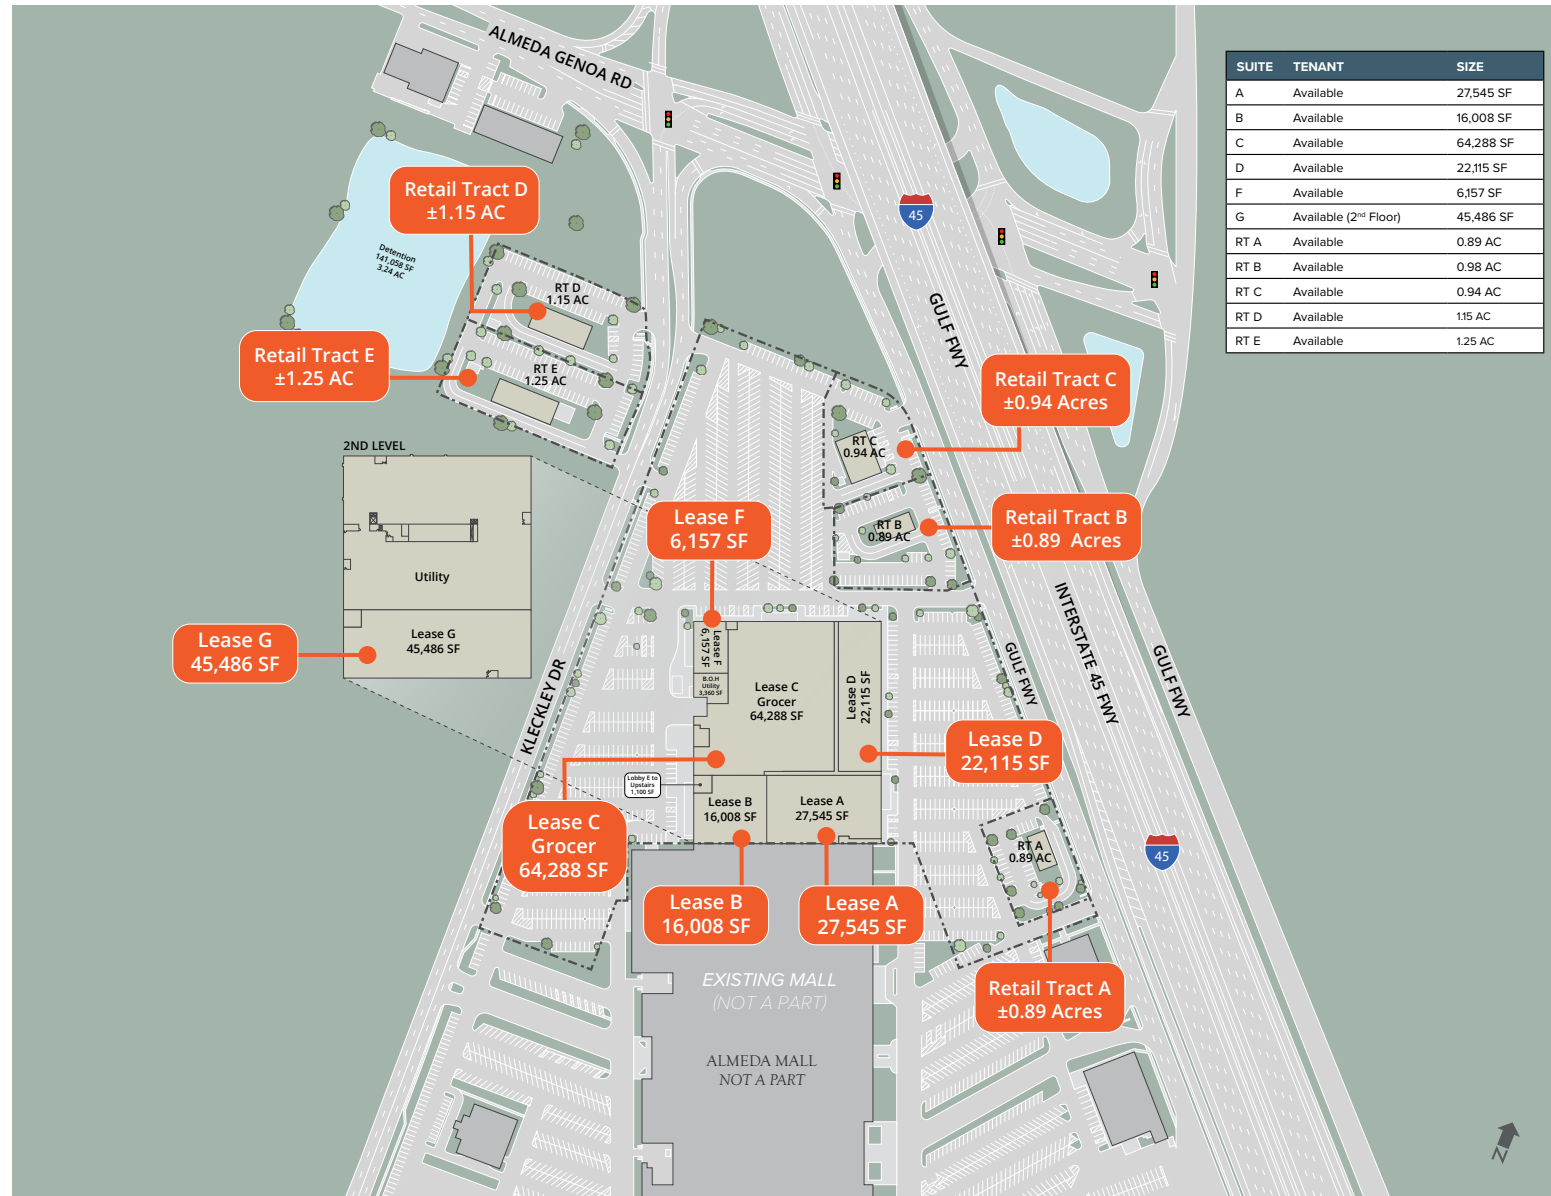 ALMEDA GENOA RD
SUITE TENANT SIZE
A Available 27,545 SF
B Available 16,008 SF
C Available 64,288 SF
D Available 22,115 SF
F Available 6,157 SF
G Available (2nd Floor) 45,486 SF
RT A Available 0.89 AC
RT B Available 0.98 AC
RT C Available 0.94 AC
RT D Available 1.15 AC
RT E Available 1.25 AC
Retail Tract D
±1.15 AC
45
Detention
141,058 SF
3.24 AC
RT D
1.15 AC
GULF FWY
Retail Tract E
±1.25 AC
RT E
1.25 AC
Retail Tract C
±0.94 Acres
RT C
0.94 AC
2ND LEVEL
Lease F
6,157 SF
Retail Tract B
±0.89 Acres
RT B
0.89 AC
Utility
Lease G
45,486 SF
Lease G
45,486 SF
Lease F
6,157 SF
B.O.H
Utility
3,360 SF
Lease C
Grocer
64,288 SF
Lease D
22,115 SF
KLECKLEY DR
GULF FWY
INTERSTATE 45 FWY
GULF FWY
Lease D
22,115 SF
Lobby E to
Upstairs
1,100 SF
Lease B
16,008 SF
Lease A
27,545 SF
Lease C
Grocer
64,288 SF
RT A
0.89 AC
45
Lease B
16,008 SF
Lease A
27,545 SF
EXISTING MALL
(NOT A PART)
Retail Tract A
±0.89 Acres
ALMEDA MALL
NOT A PART
N